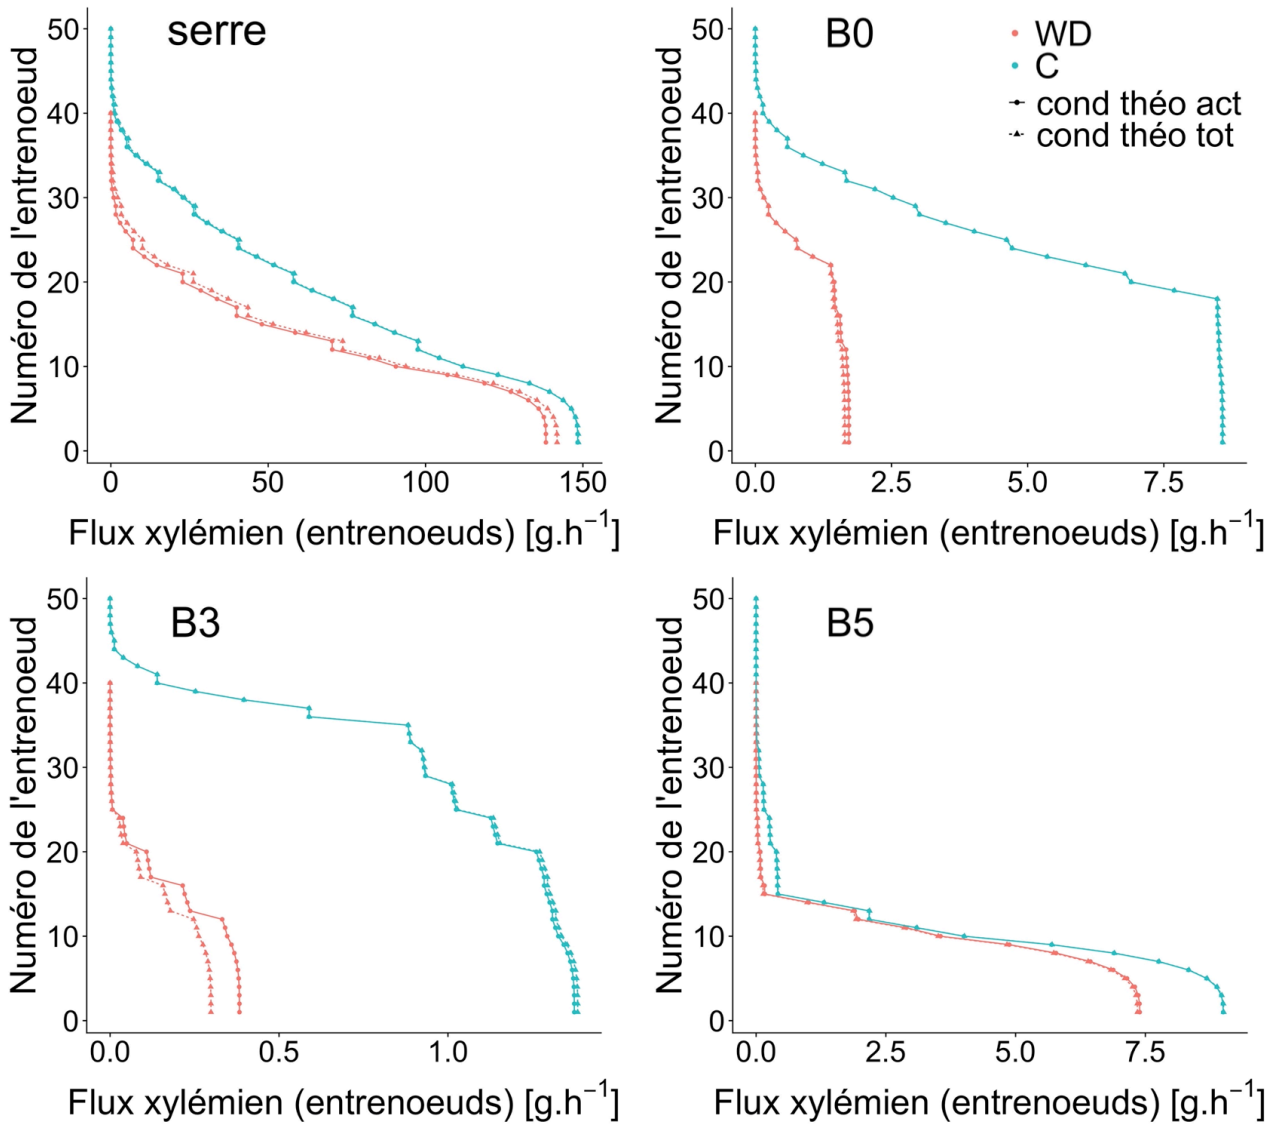 serre
50
40
30
20
10
0
Numéro de l'entrenoeud
0 50 100 150
Flux xylémien (entrenoeuds) [g.h⁻¹]
B0
WD
C
cond théo act
cond théo tot
50
40
30
20
10
0
Numéro de l'entrenoeud
0.0 2.5 5.0 7.5
Flux xylémien (entrenoeuds) [g.h⁻¹]
B3
50
40
30
20
10
0
Numéro de l'entrenoeud
0.0 0.5 1.0
Flux xylémien (entrenoeuds) [g.h⁻¹]
B5
50
40
30
20
10
0
Numéro de l'entrenoeud
0.0 2.5 5.0 7.5
Flux xylémien (entrenoeuds) [g.h⁻¹]